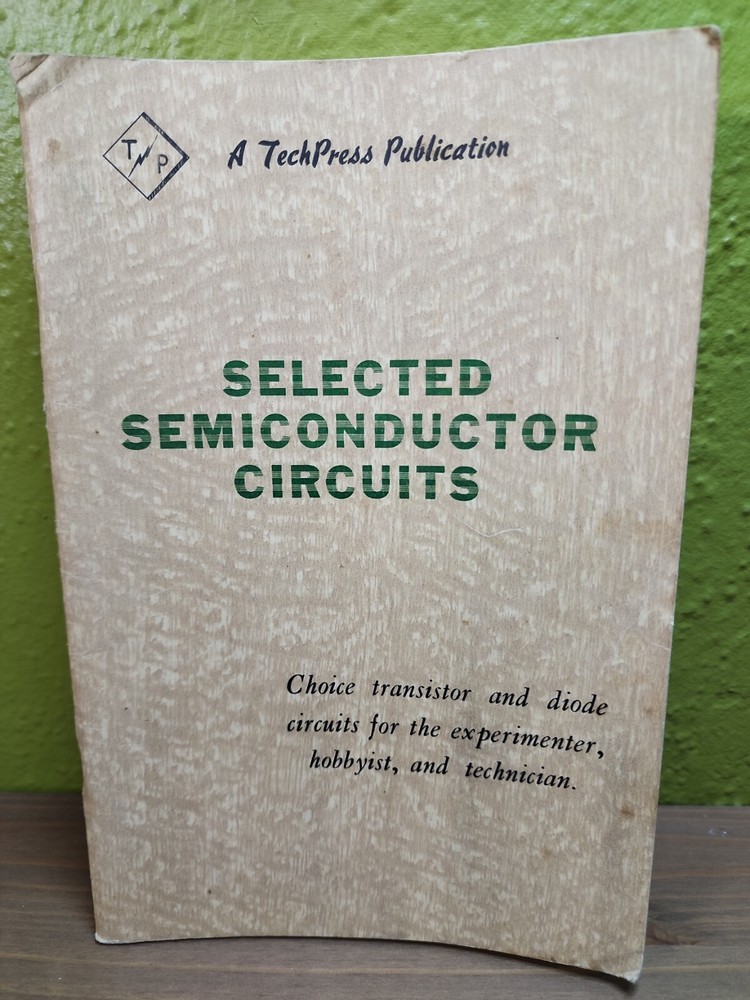 T P
A TechPress Publication
SELECTED
SEMICONDUCTOR
CIRCUITS
Choice transistor and diode
circuits for the experimenter,
hobbyist, and technician.